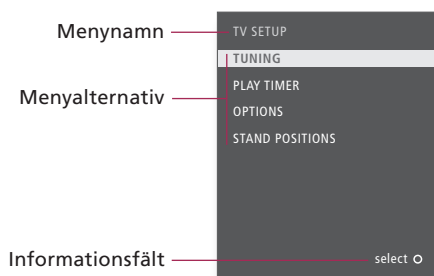 Menynamn
TV SETUP
TUNING
Menyalternativ
PLAY TIMER
OPTIONS
STAND POSITIONS
Informationsfält
select